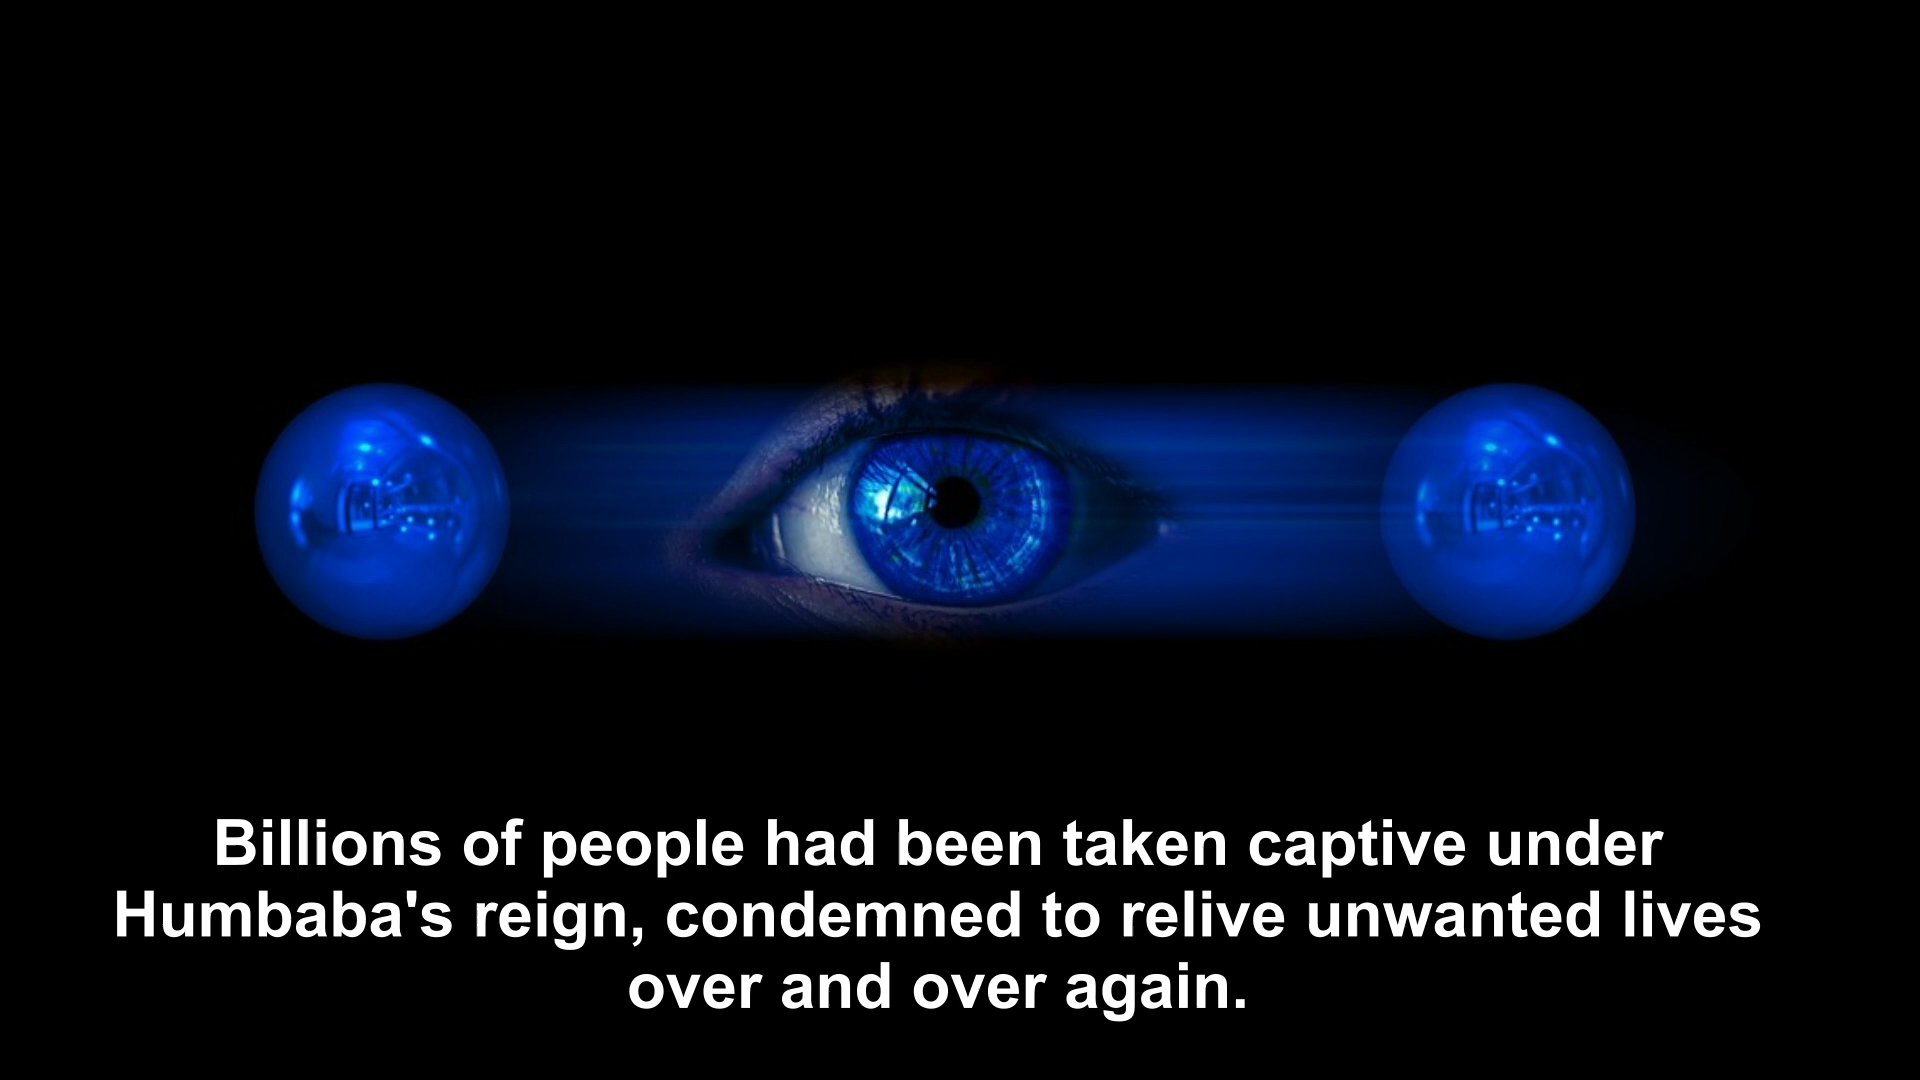 Billions of people had been taken captive under
Humbaba's reign, condemned to relive unwanted lives
over and over again.